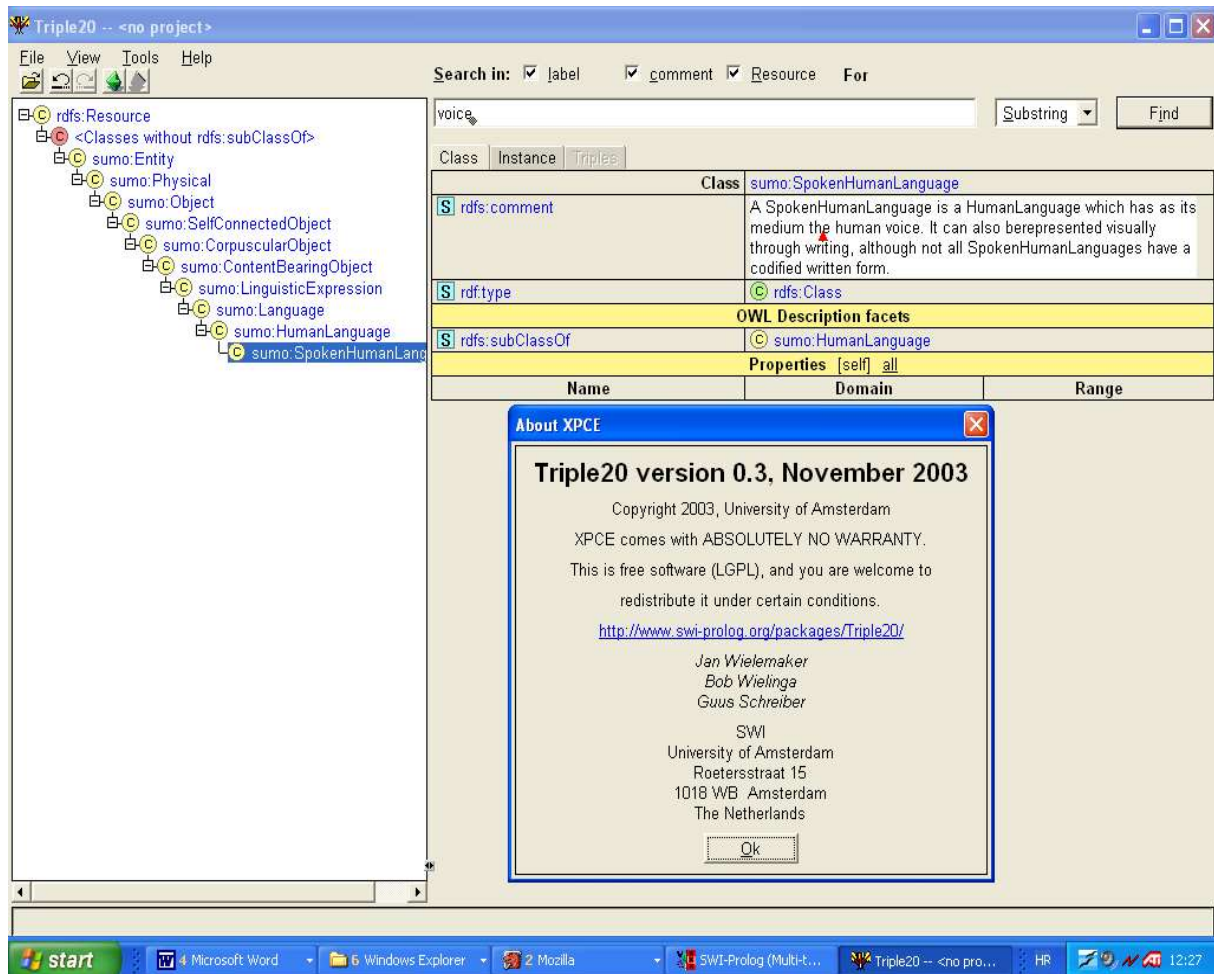 Triple20 -- <no project>
File View Tools Help
Search in: label comment Resource For
voice
Substring
Find
rdfs:Resource
<Classes without rdfs:subClassOf>
sumo:Entity
sumo:Physical
sumo:Object
sumo:SelfConnectedObject
sumo:CorpuscularObject
sumo:ContentBearingObject
sumo:LinguisticExpression
sumo:Language
sumo:HumanLanguage
sumo:SpokenHumanLang
Class Instance Triples
Class sumo:SpokenHumanLanguage
rdfs:comment
A SpokenHumanLanguage is a HumanLanguage which has as its
medium the human voice. It can also berepresented visually
through writing, although not all SpokenHumanLanguages have a
codified written form.
rdf:type rdfs:Class
OWL Description facets
rdfs:subClassOf sumo:HumanLanguage
Properties [self] all
Name Domain Range
About XPCE
Triple20 version 0.3, November 2003
Copyright 2003, University of Amsterdam
XPCE comes with ABSOLUTELY NO WARRANTY.
This is free software (LGPL), and you are welcome to
redistribute it under certain conditions.
http://www.swi-prolog.org/packages/Triple20/
Jan Wielemaker
Bob Wielinga
Guus Schreiber
SWI
University of Amsterdam
Roetersstraat 15
1018 WB Amsterdam
The Netherlands
Ok
start 4 Microsoft Word 6 Windows Explorer 2 Mozilla SWI-Prolog (Multi-t... Triple20 -- <no pro... HR 12:27